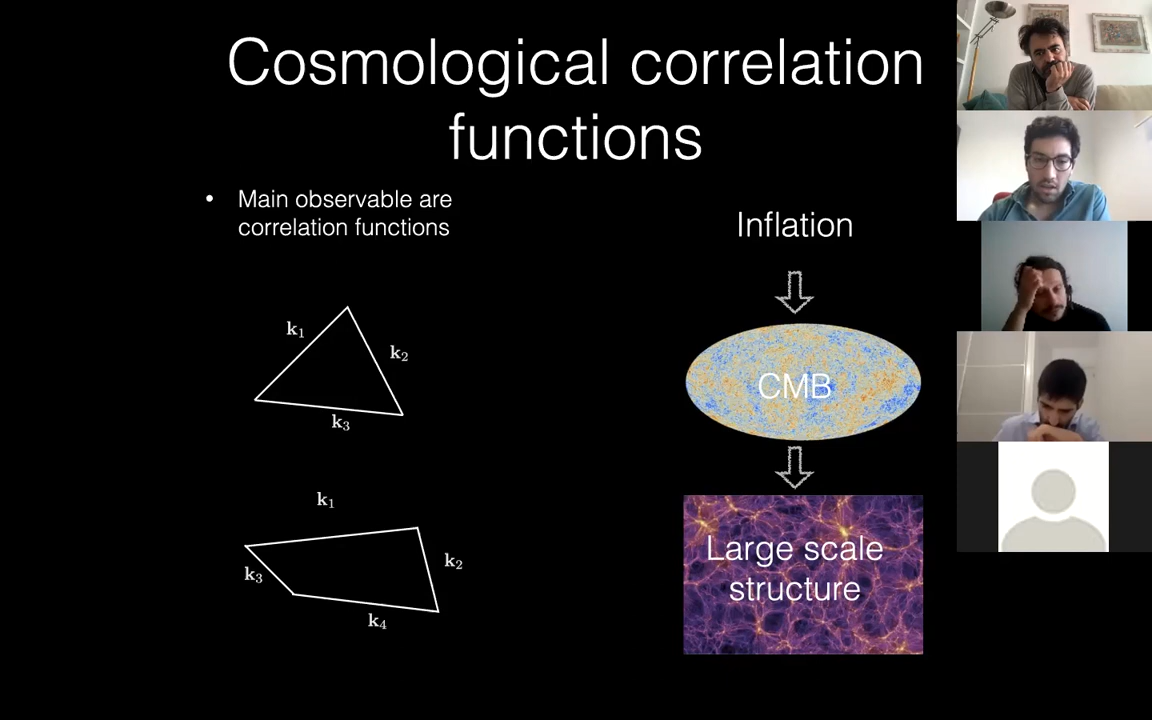 Cosmological correlation
functions
• Main observable are
correlation functions
k₁
k₂
k₃
k₁
k₂
k₃
k₄
Inflation
CMB
Large scale
structure